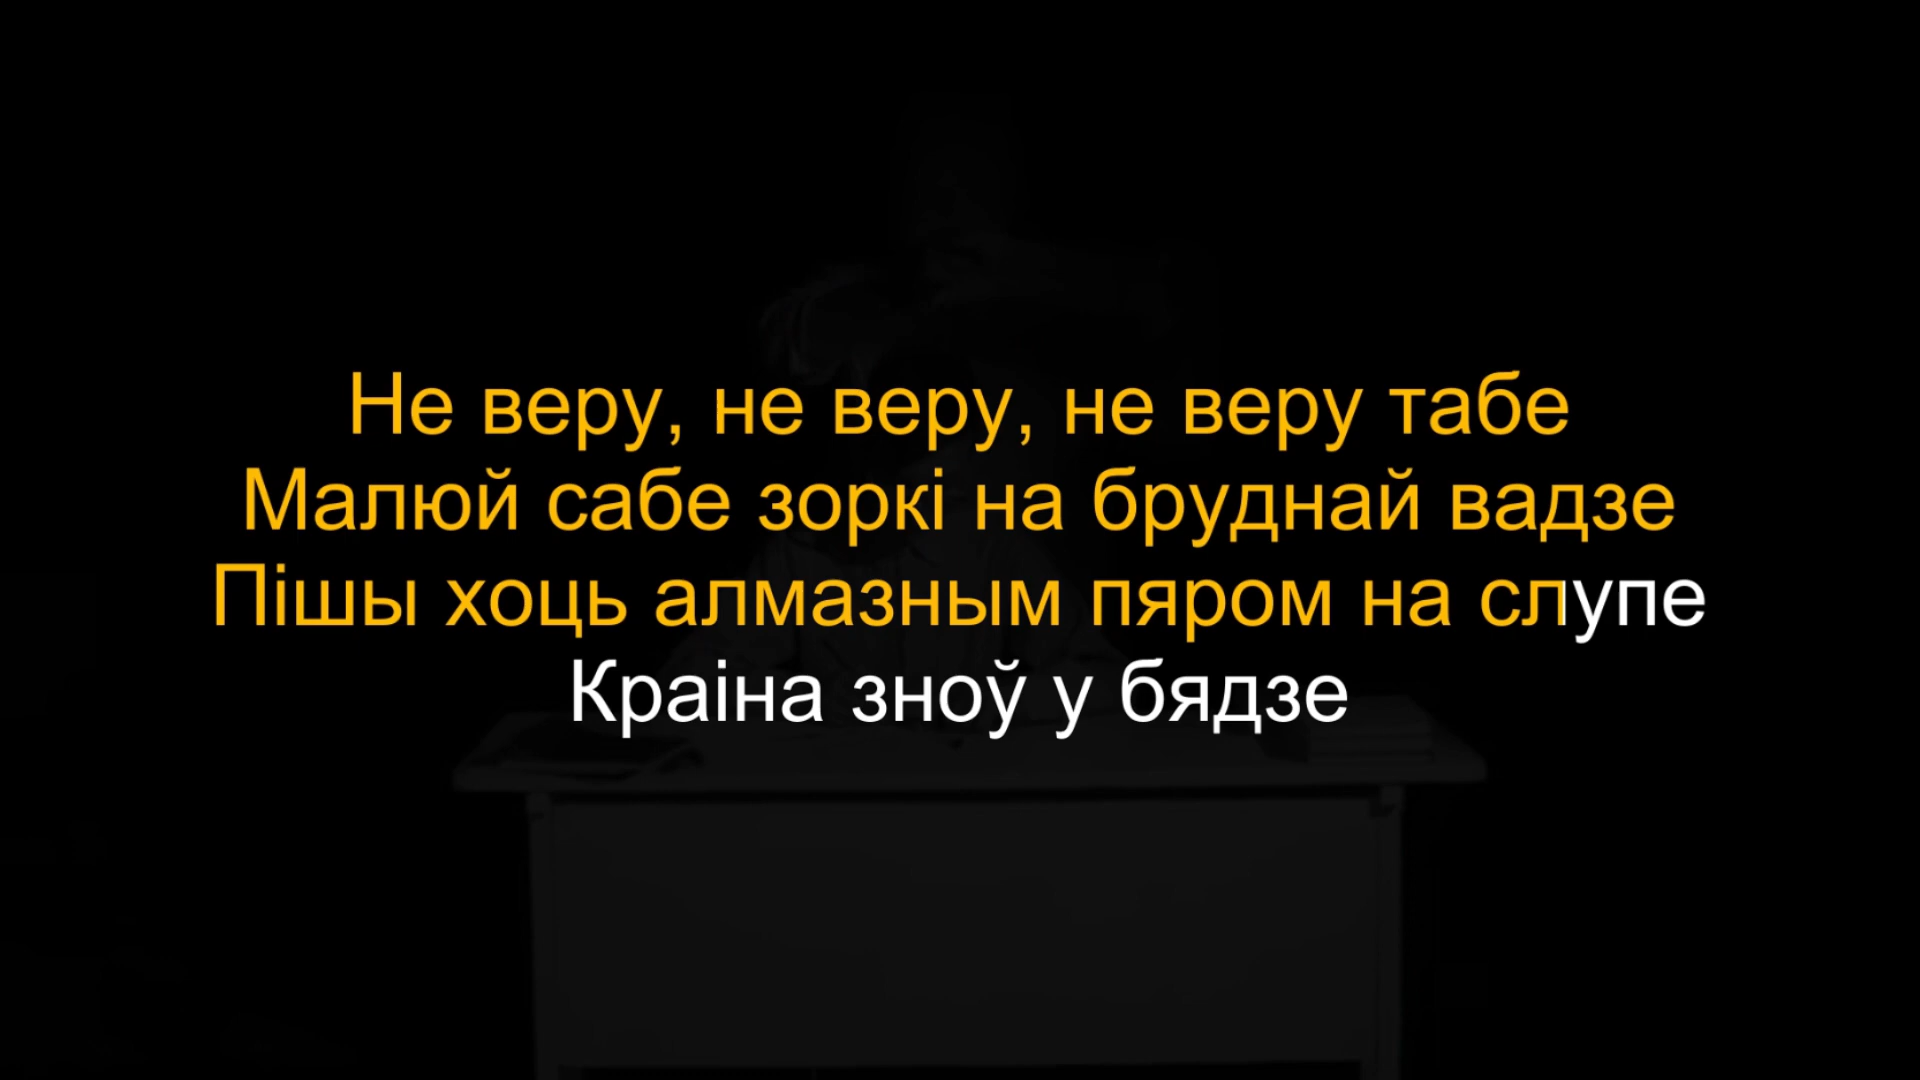 Не веру, не веру, не веру табе
Малюй сабе зоркі на бруднай вадзе
Пішы хоць алмазным пяром на слупе
Краіна зноў у бядзе